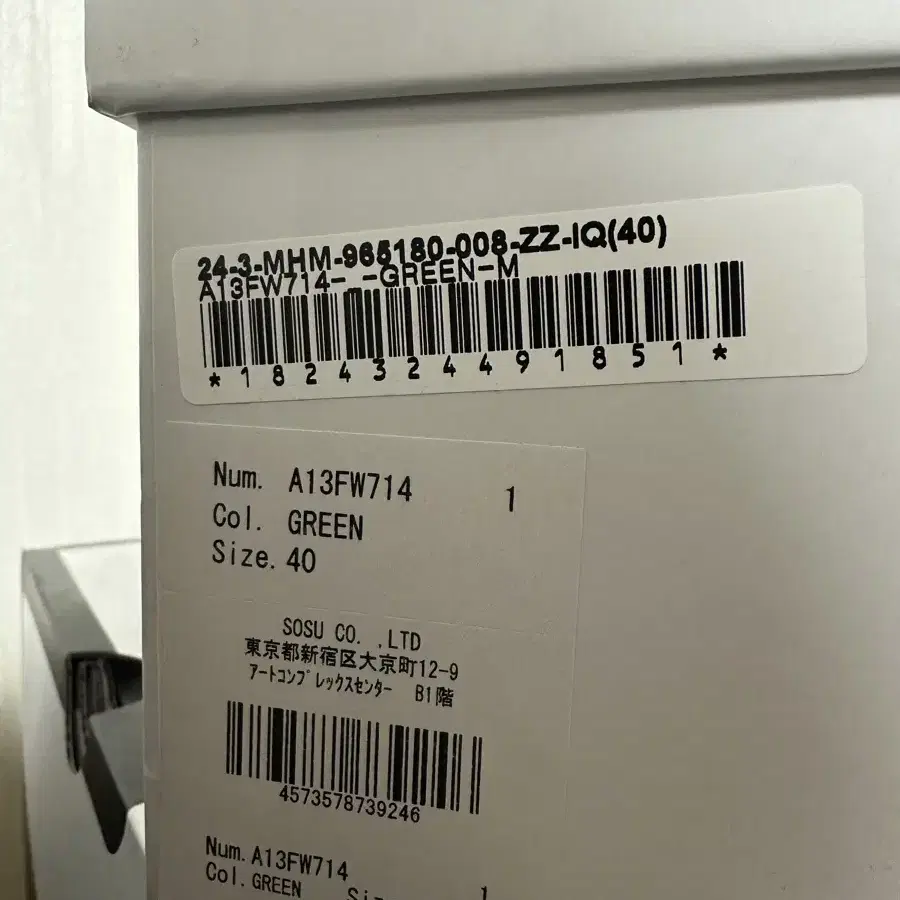 24-3-MHM-965180-008-ZZ-IQ(40)
A13FW714-_-GREEN-M
*1824324491851*
Num. A13FW714 1
Col. GREEN
Size. 40
SOSU CO. ,LTD
東京都新宿区大京町12-9
アートコンプレックスセンター B1階
4573578739246
Num. A13FW714 1
Col. GREEN